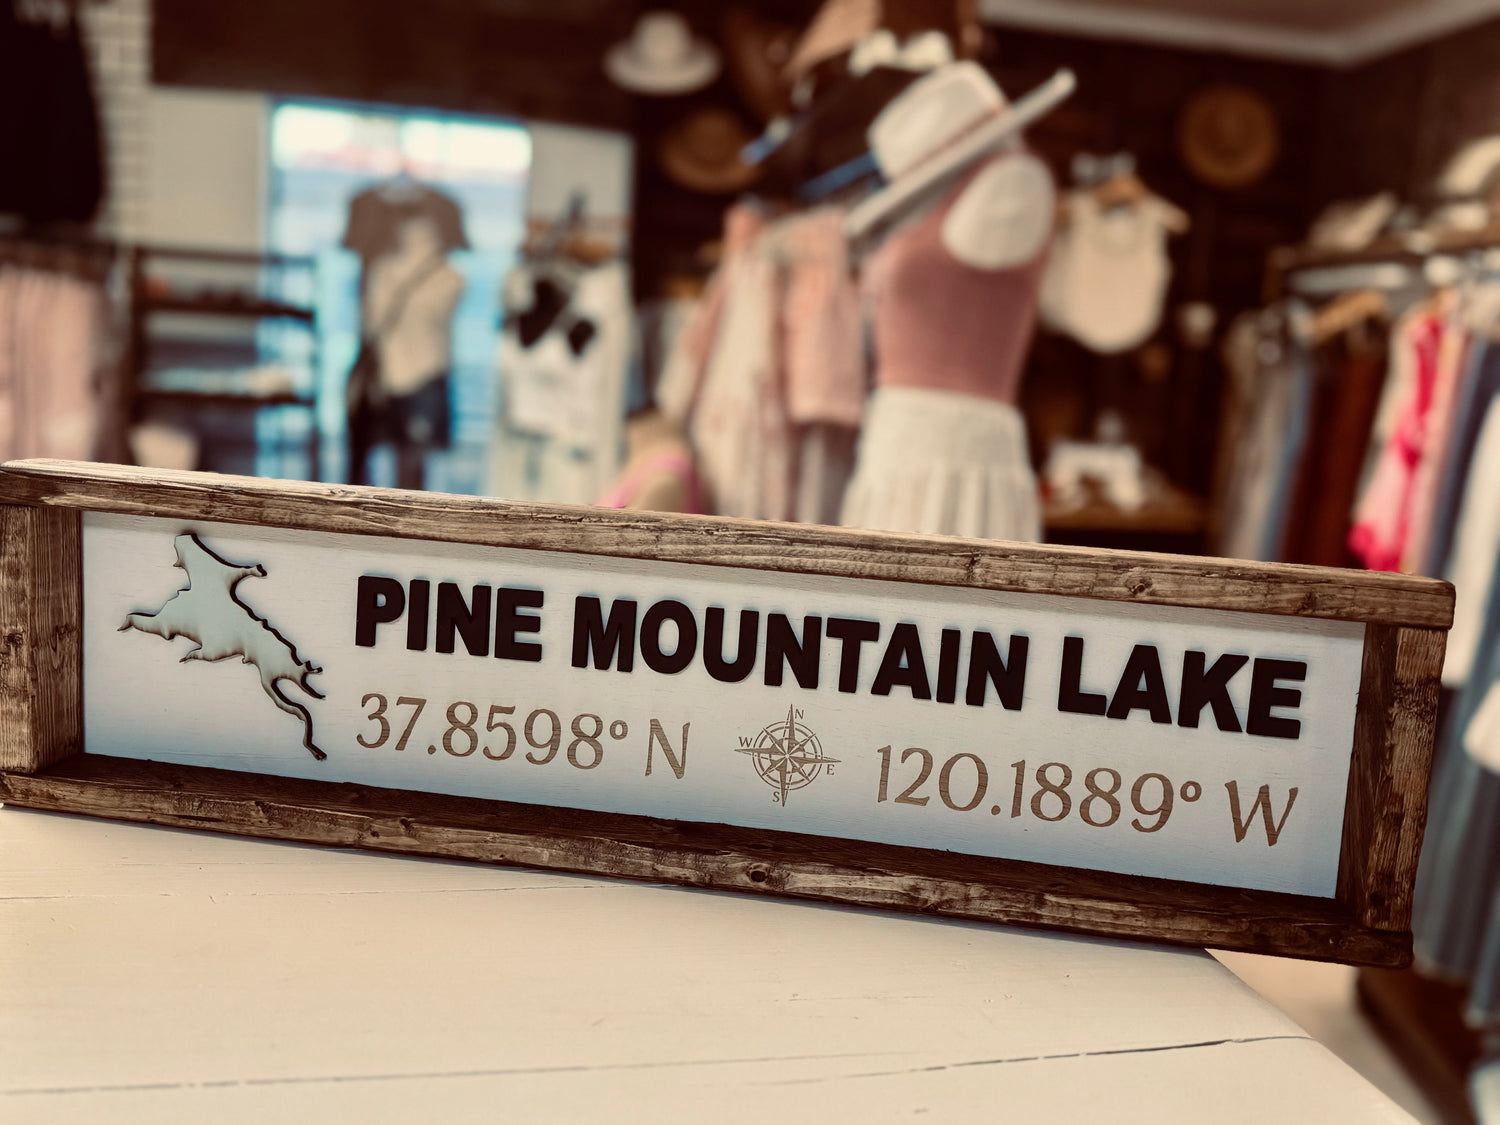 PINE MOUNTAIN LAKE
37.8598° N
N
W
E
S
120.1889° W